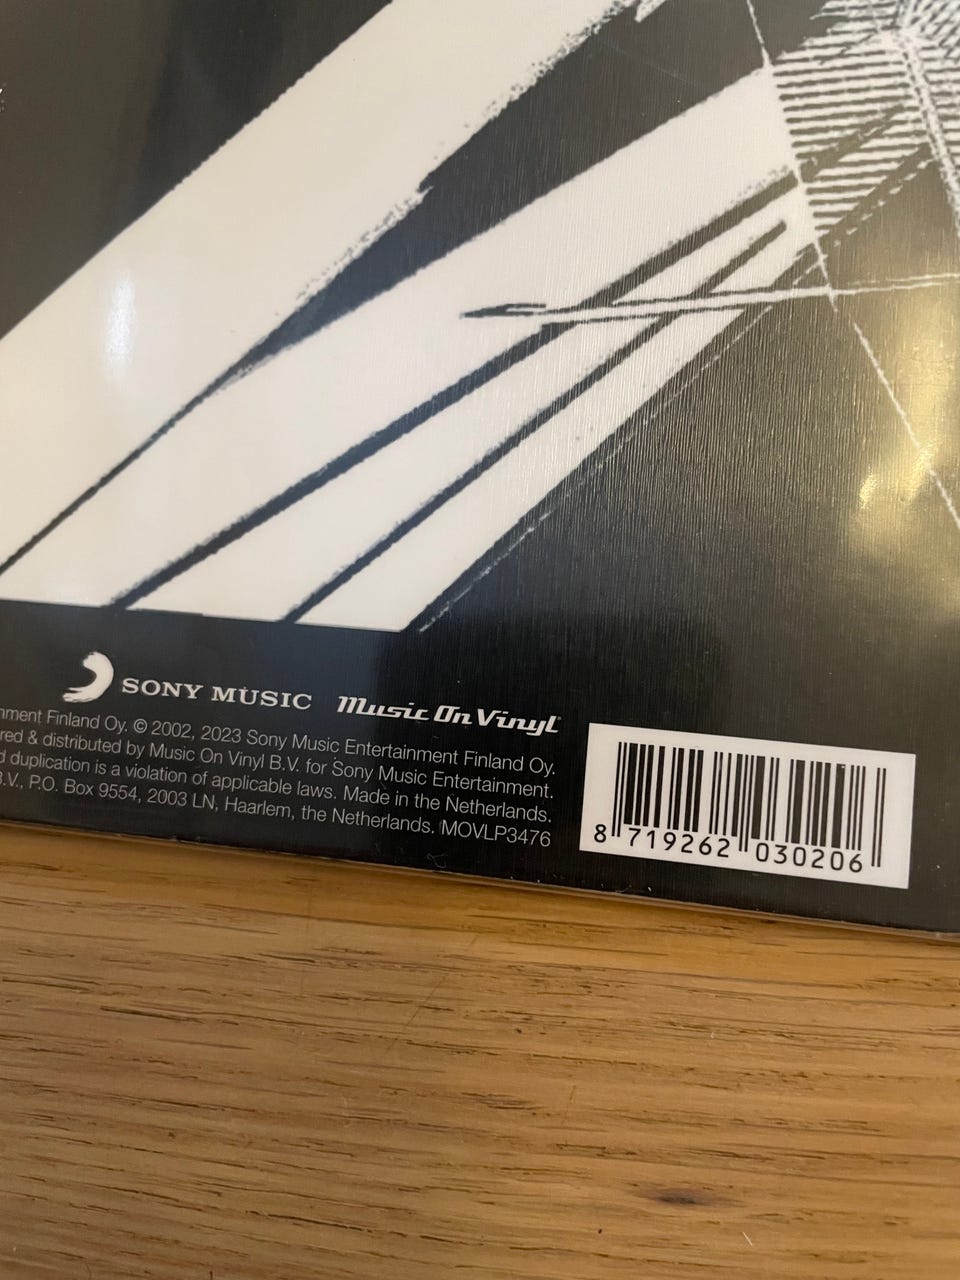 SONY MUSIC Music On Vinyl
Finland Oy. © 2002, 2023 Sony Music Entertainment Finland Oy.
& distributed by Music On Vinyl B.V. for Sony Music Entertainment.
duplication is a violation of applicable laws. Made in the Netherlands.
P.O. Box 9554, 2003 LN, Haarlem, the Netherlands. MOVLP3476
8 719262 030206